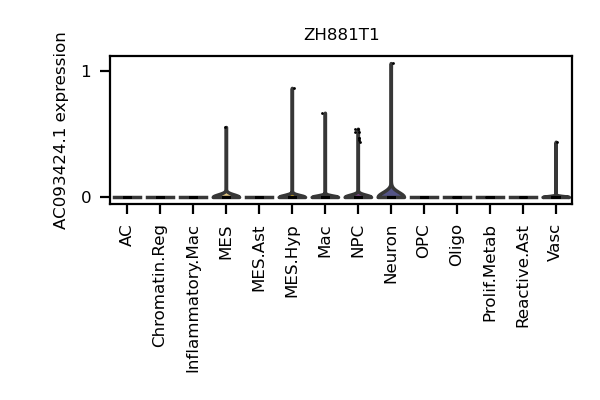 ZH881T1
AC093424.1 expression
1
0
AC
Chromatin.Reg
Inflammatory.Mac
MES
MES.Ast
MES.Hyp
Mac
NPC
Neuron
OPC
Oligo
Prolif.Metab
Reactive.Ast
Vasc